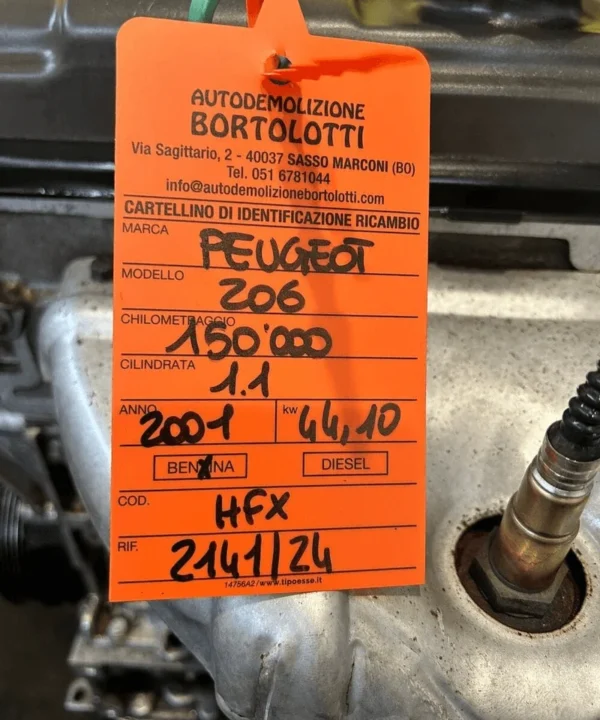 AUTODEMOLIZIONE
BORTOLOTTI
Via Sagittario, 2 - 40037 SASSO MARCONI (BO)
Tel. 051 6781044
info@autodemolizionebortolotti.com
CARTELLINO DI IDENTIFICAZIONE RICAMBIO
MARCA PEUGEOT
MODELLO 206
CHILOMETRAGGIO 150'000
CILINDRATA 1.1
ANNO 2001 kw 44,10
BENZINA DIESEL
COD. HFX
RIF. 2141/24
14756A2/www.tipoesse.it